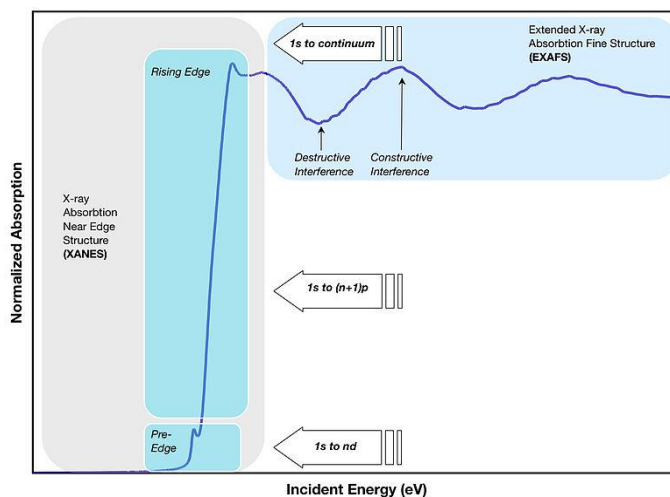 Normalized Absorption
X-ray
Absorbtion
Near Edge
Structure
(XANES)
Rising Edge
Pre-
Edge
1s to continuum
1s to (n+1)p
1s to nd
Extended X-ray
Absorbtion Fine Structure
(EXAFS)
Destructive
Interference
Constructive
Interference
Incident Energy (eV)